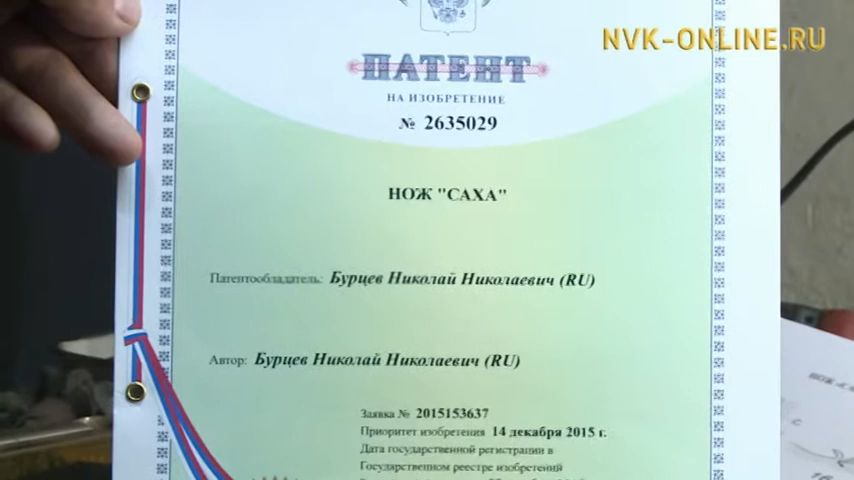 NVK-ONLINE.RU
ПАТЕНТ
НА ИЗОБРЕТЕНИЕ
№ 2635029
НОЖ "САХА"
Патентообладатель: Бурцев Николай Николаевич (RU)
Автор: Бурцев Николай Николаевич (RU)
Заявка № 2015153637
Приоритет изобретения 14 декабря 2015 г.
Дата государственной регистрации в
Государственном реестре изобретений